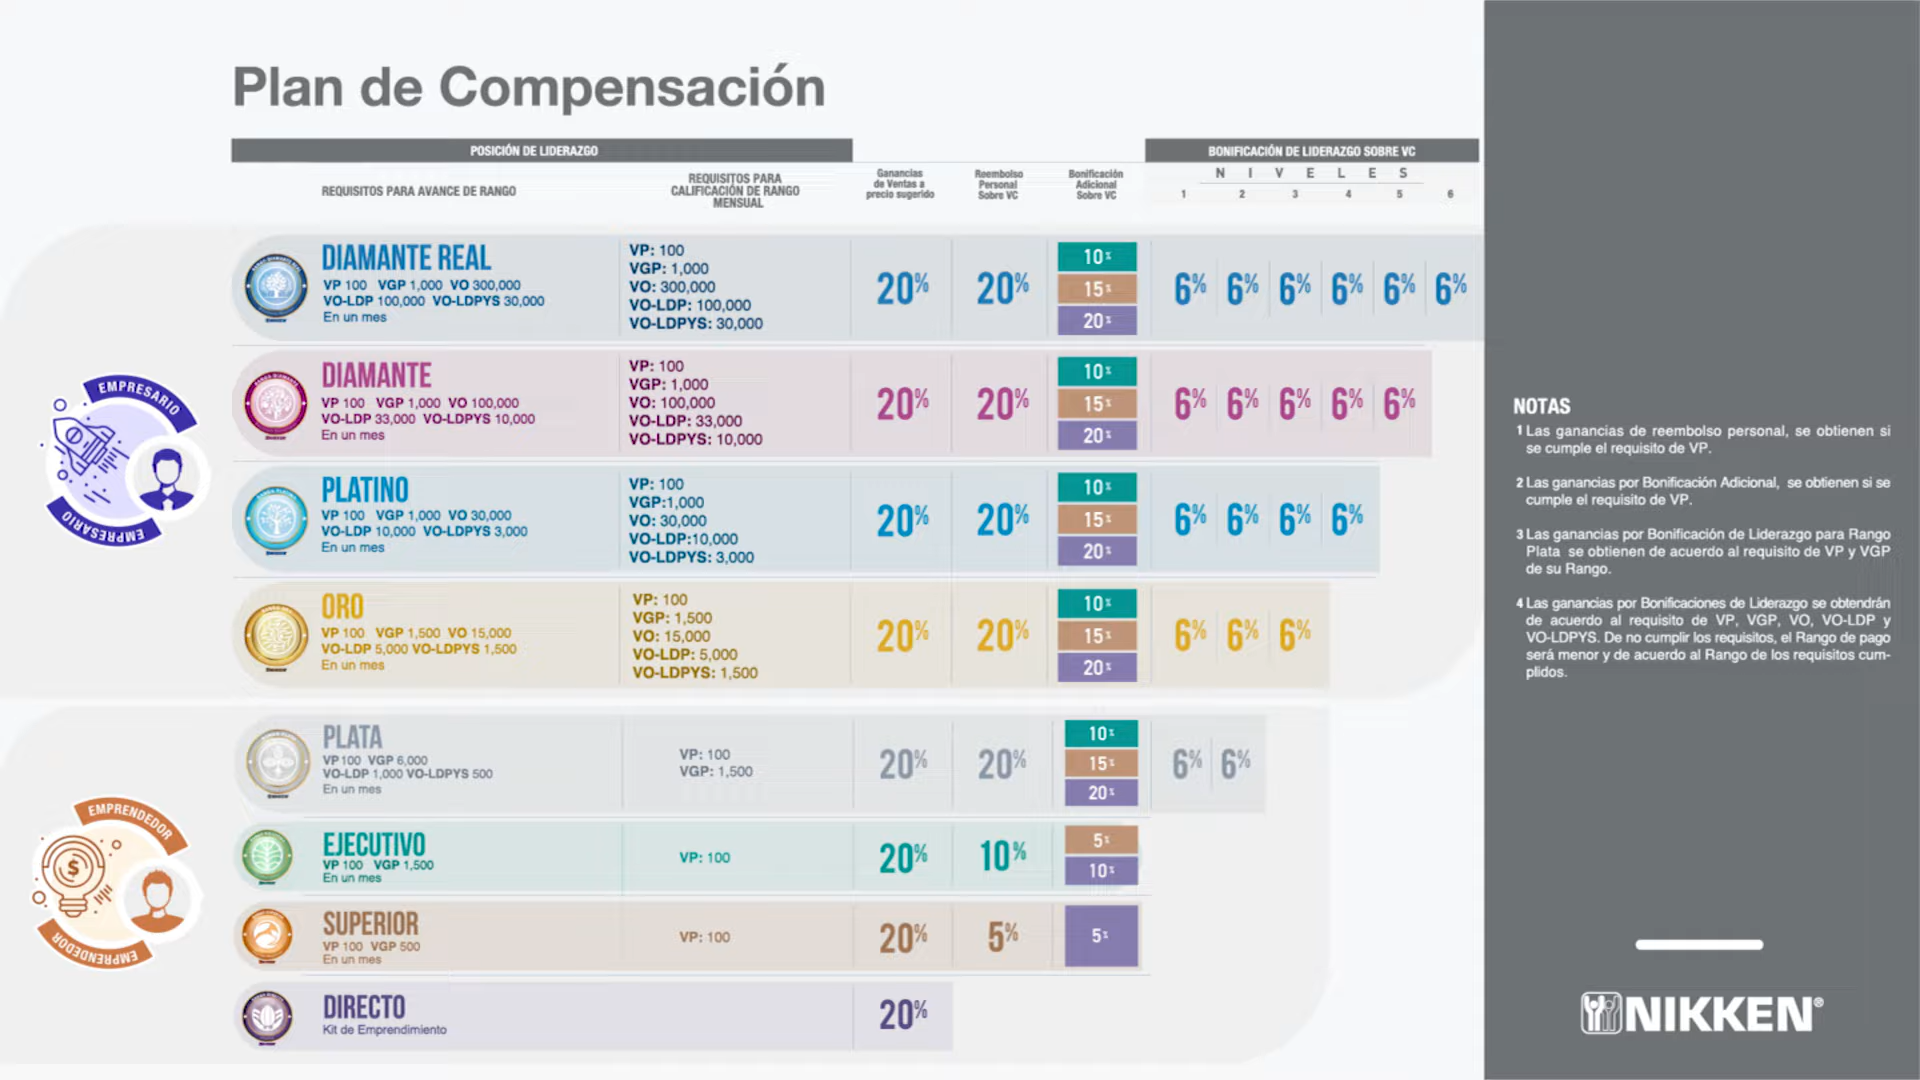 Plan de Compensación
POSICIÓN DE LIDERAZGO
BONIFICACIÓN DE LIDERAZGO SOBRE VC
REQUISITOS PARA AVANCE DE RANGO
REQUISITOS PARA
CALIFICACIÓN DE RANGO
MENSUAL
Ganancias
de Ventas a
precio sugerido
Reembolso
Personal
Sobre VC
Bonificación
Adicional
Sobre VC
N I V E L E S
1 2 3 4 5 6
EMPRESARIO
EMPRESARIO
DIAMANTE REAL
VP 100 VGP 1,000 VO 300,000
VO-LDP 100,000 VO-LDPYS 30,000
En un mes
VP: 100
VGP: 1,000
VO: 300,000
VO-LDP: 100,000
VO-LDPYS: 30,000
20% 20%
10%
15%
20%
6% 6% 6% 6% 6% 6%
DIAMANTE
VP 100 VGP 1,000 VO 100,000
VO-LDP 33,000 VO-LDPYS 10,000
En un mes
VP: 100
VGP: 1,000
VO: 100,000
VO-LDP: 33,000
VO-LDPYS: 10,000
20% 20%
10%
15%
20%
6% 6% 6% 6% 6%
PLATINO
VP 100 VGP 1,000 VO 30,000
VO-LDP 10,000 VO-LDPYS 3,000
En un mes
VP: 100
VGP:1,000
VO: 30,000
VO-LDP:10,000
VO-LDPYS: 3,000
20% 20%
10%
15%
20%
6% 6% 6% 6%
ORO
VP 100 VGP 1,500 VO 15,000
VO-LDP 5,000 VO-LDPYS 1,500
En un mes
VP: 100
VGP: 1,500
VO: 15,000
VO-LDP: 5,000
VO-LDPYS: 1,500
20% 20%
10%
15%
20%
6% 6% 6%
EMPRENDEDOR
EMPRENDEDOR
PLATA
VP 100 VGP 6,000
VO-LDP 1,000 VO-LDPYS 500
En un mes
VP: 100
VGP: 1,500
20% 20%
10%
15%
20%
6% 6%
EJECUTIVO
VP 100 VGP 1,500
En un mes
VP: 100
20% 10%
5%
10%
SUPERIOR
VP 100 VGP 500
En un mes
VP: 100
20% 5%
5%
DIRECTO
Kit de Emprendimiento
20%
NOTAS
1 Las ganancias de reembolso personal, se obtienen si
se cumple el requisito de VP.
2 Las ganancias por Bonificación Adicional, se obtienen si se
cumple el requisito de VP.
3 Las ganancias por Bonificación de Liderazgo para Rango
Plata se obtienen de acuerdo al requisito de VP y VGP
de su Rango.
4 Las ganancias por Bonificaciones de Liderazgo se obtendrán
de acuerdo al requisito de VP, VGP, VO, VO-LDP y
VO-LDPYS. De no cumplir los requisitos, el Rango de pago
será menor y de acuerdo al Rango de los requisitos cum-
plidos.
NIKKEN®